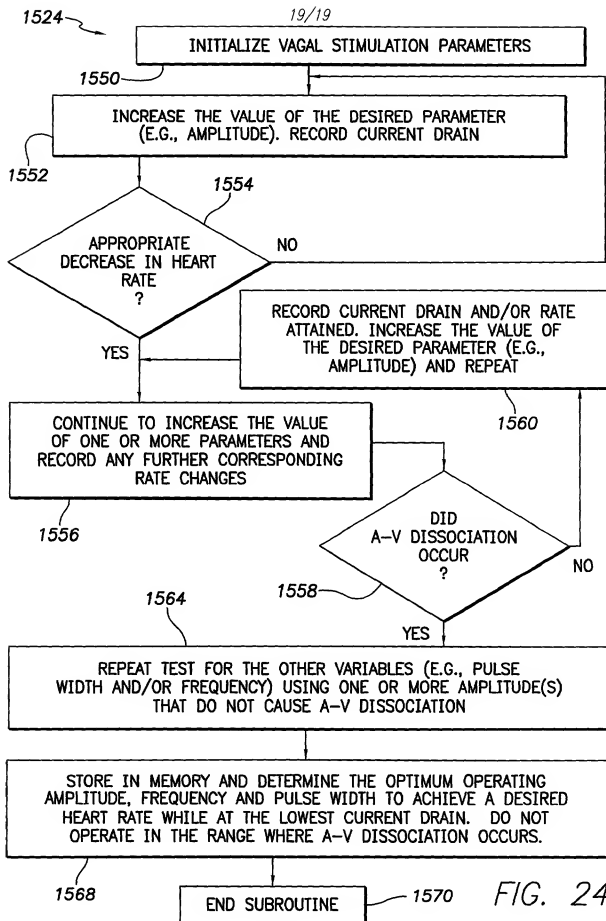 19/19
1524
INITIALIZE VAGAL STIMULATION PARAMETERS
1550
INCREASE THE VALUE OF THE DESIRED PARAMETER
(E.G., AMPLITUDE). RECORD CURRENT DRAIN
1552
1554
APPROPRIATE
DECREASE IN HEART
RATE
?
NO
YES
RECORD CURRENT DRAIN AND/OR RATE
ATTAINED. INCREASE THE VALUE OF
THE DESIRED PARAMETER (E.G.,
AMPLITUDE) AND REPEAT
1560
CONTINUE TO INCREASE THE VALUE
OF ONE OR MORE PARAMETERS AND
RECORD ANY FURTHER CORRESPONDING
RATE CHANGES
1556
DID
A-V DISSOCIATION
OCCUR
?
NO
1558
YES
1564
REPEAT TEST FOR THE OTHER VARIABLES (E.G., PULSE
WIDTH AND/OR FREQUENCY) USING ONE OR MORE AMPLITUDE(S)
THAT DO NOT CAUSE A-V DISSOCIATION
STORE IN MEMORY AND DETERMINE THE OPTIMUM OPERATING
AMPLITUDE, FREQUENCY AND PULSE WIDTH TO ACHIEVE A DESIRED
HEART RATE WHILE AT THE LOWEST CURRENT DRAIN. DO NOT
OPERATE IN THE RANGE WHERE A-V DISSOCIATION OCCURS.
1568
END SUBROUTINE
1570
FIG. 24